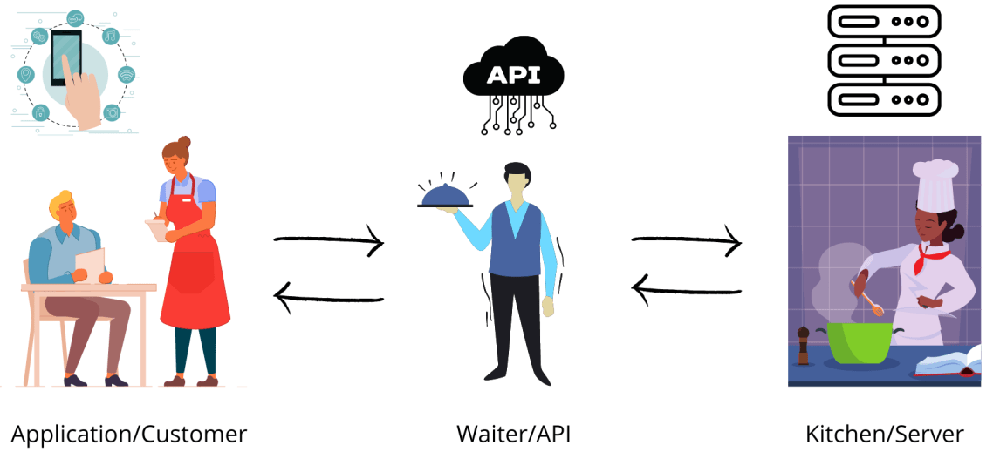 API
Application/Customer
Waiter/API
Kitchen/Server